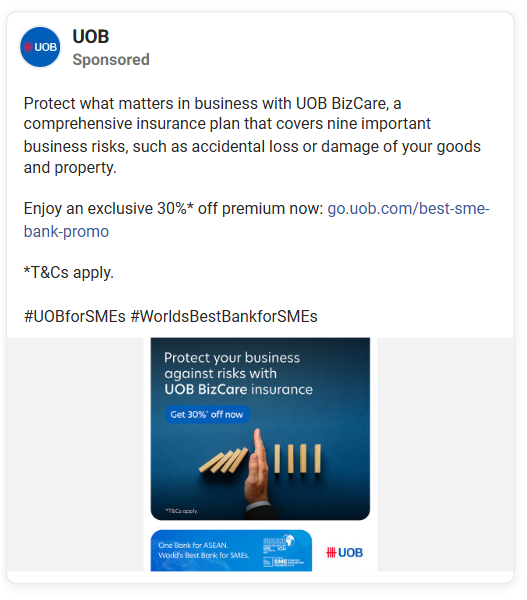 UOB
UOB
Sponsored
Protect what matters in business with UOB BizCare, a
comprehensive insurance plan that covers nine important
business risks, such as accidental loss or damage of your goods
and property.
Enjoy an exclusive 30%* off premium now: go.uob.com/best-sme-
bank-promo
*T&Cs apply.
#UOBforSMEs #WorldsBestBankforSMEs
Protect your business
against risks with
UOB BizCare insurance
Get 30%* off now
*T&Cs apply.
One Bank for ASEAN.
World's Best Bank for SMEs.
SME
UOB